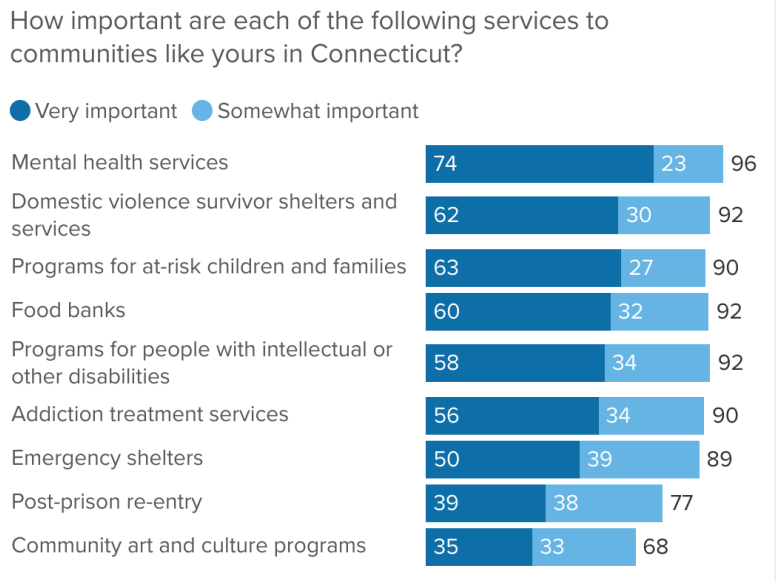 How important are each of the following services to
communities like yours in Connecticut?
Very important Somewhat important
Mental health services 74 23 96
Domestic violence survivor shelters and
services 62 30 92
Programs for at-risk children and families 63 27 90
Food banks 60 32 92
Programs for people with intellectual or
other disabilities 58 34 92
Addiction treatment services 56 34 90
Emergency shelters 50 39 89
Post-prison re-entry 39 38 77
Community art and culture programs 35 33 68